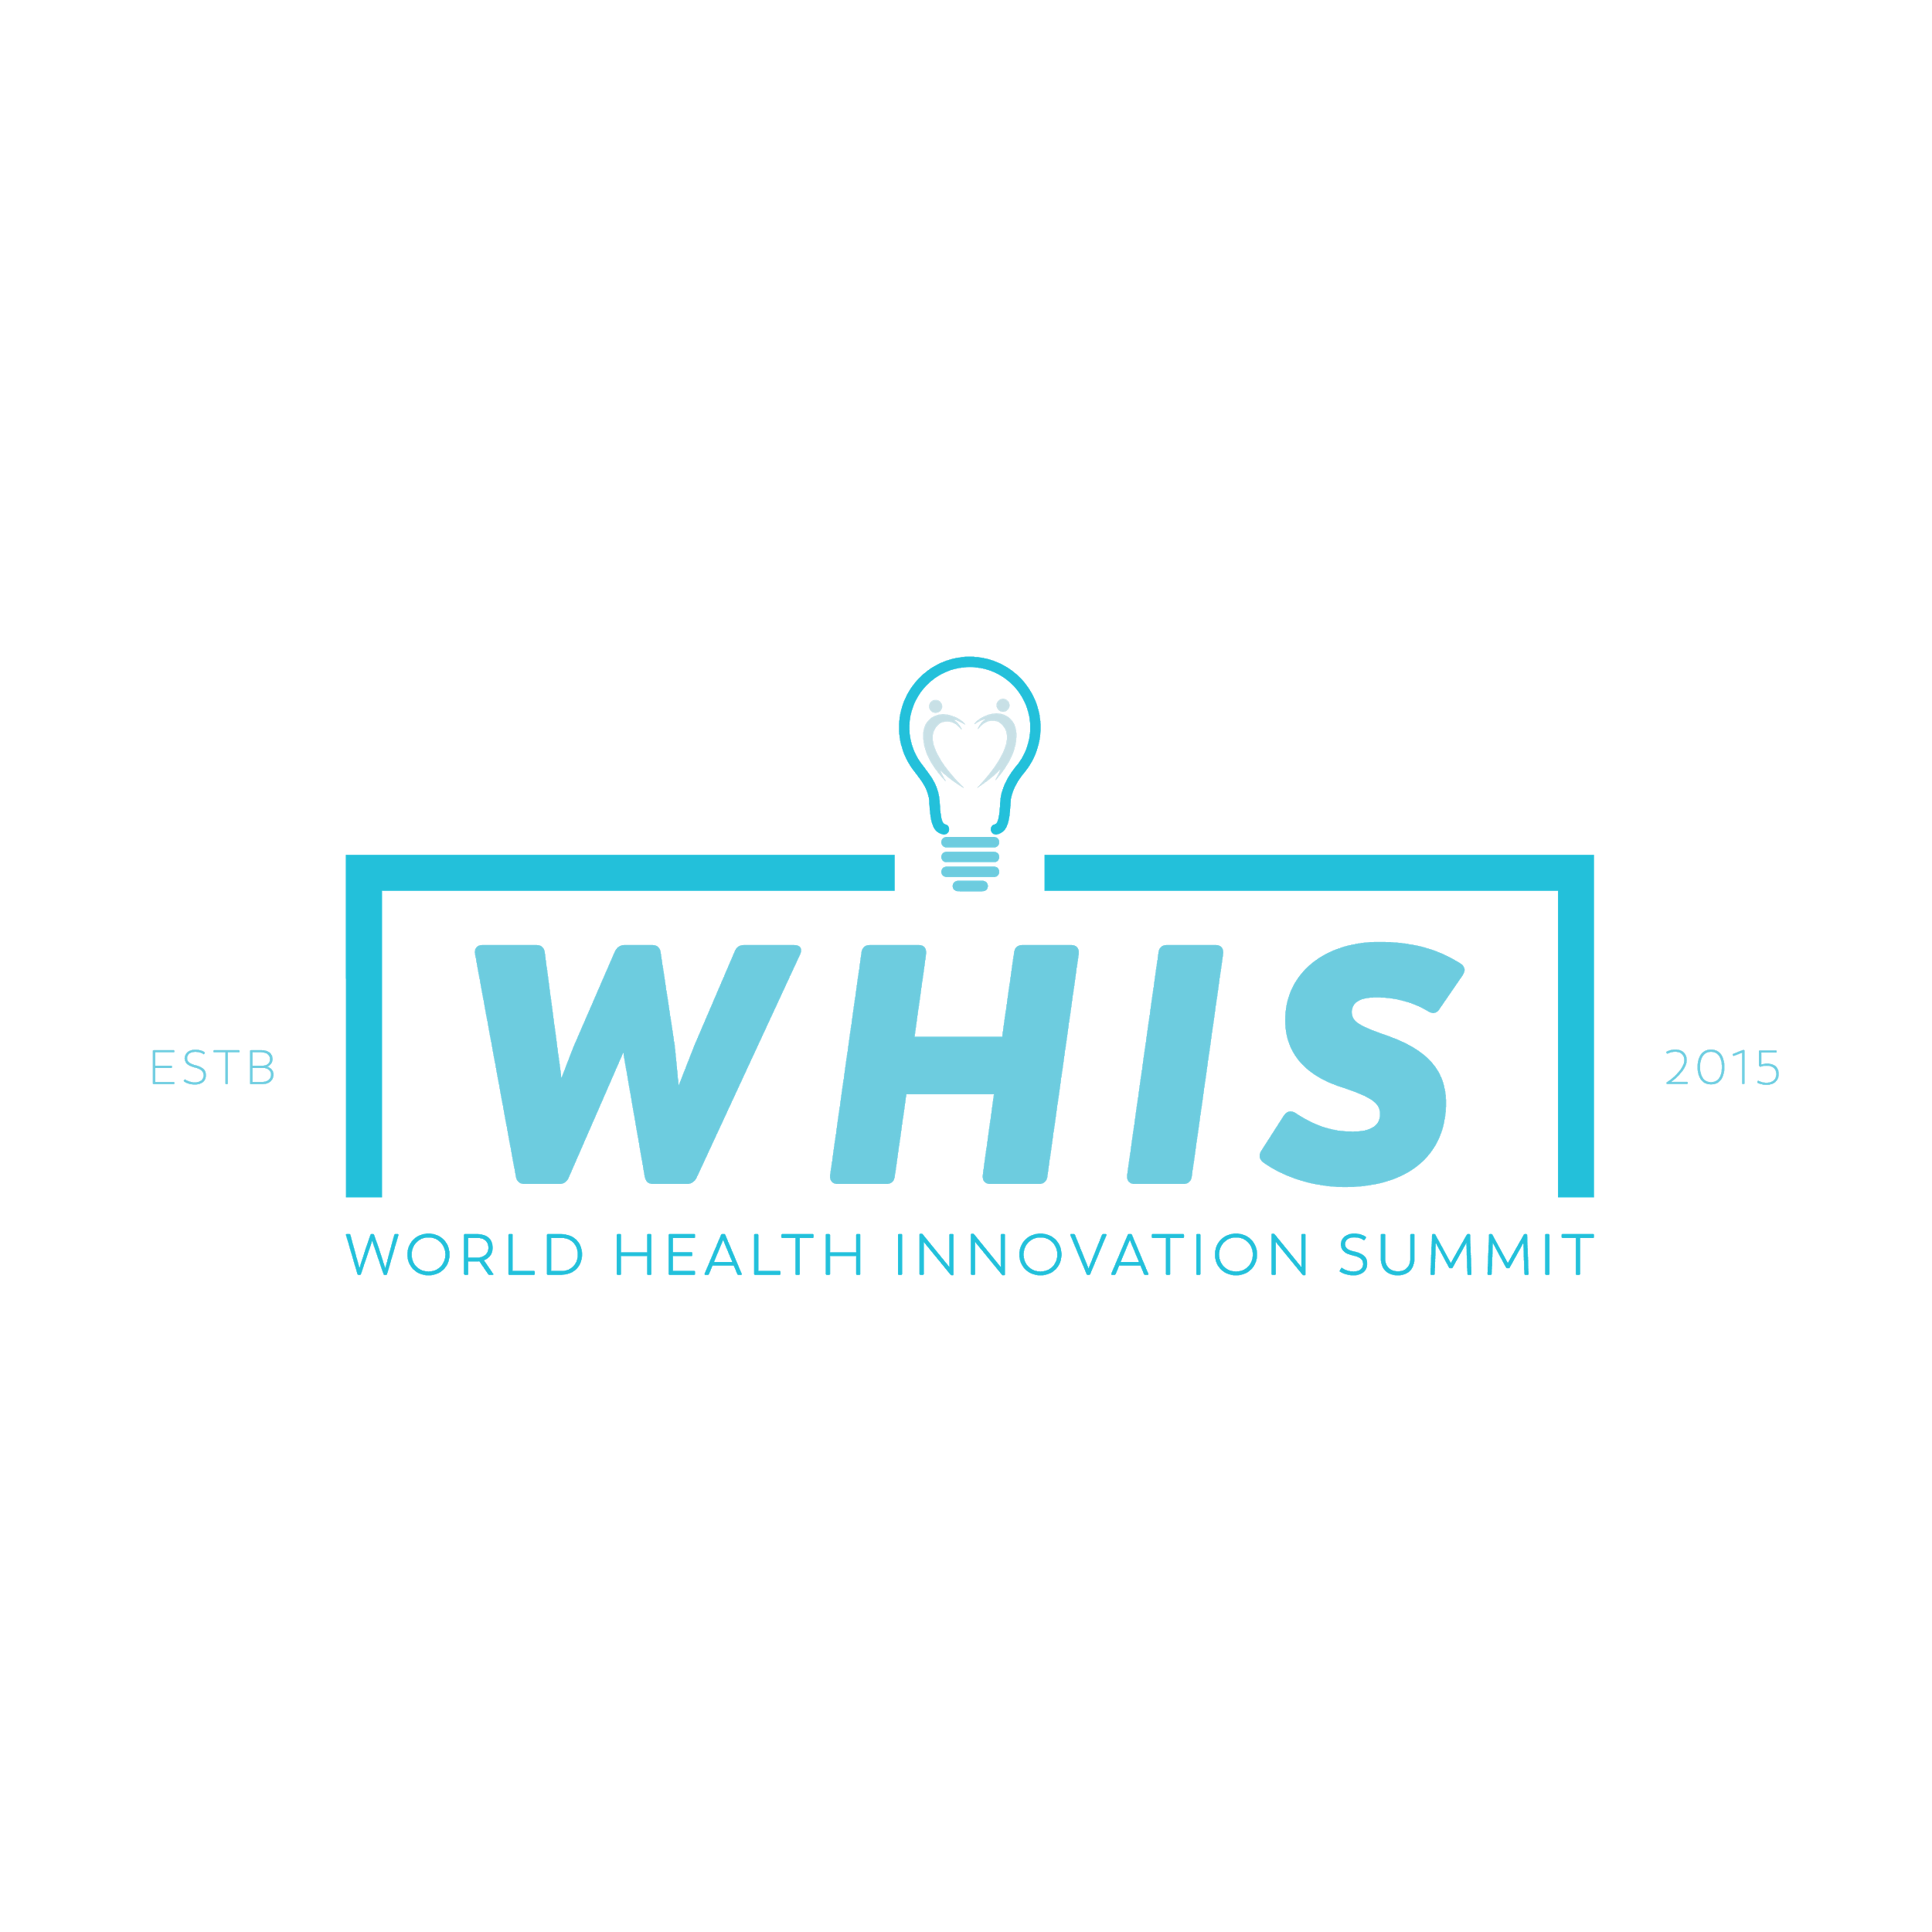 WHIS
ESTB 2015
WORLD HEALTH INNOVATION SUMMIT